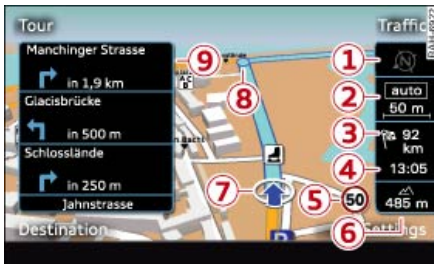 Tour
Traffic
Manchinger Strasse
in 1,9 km
Glacisbrücke
in 500 m
Schlosslände
in 250 m
Jahnstrasse
Destination
Settings
N
auto
50 m
92
km
13:05
485 m
50
A
C
B
P
1
2
3
4
5
6
7
8
9